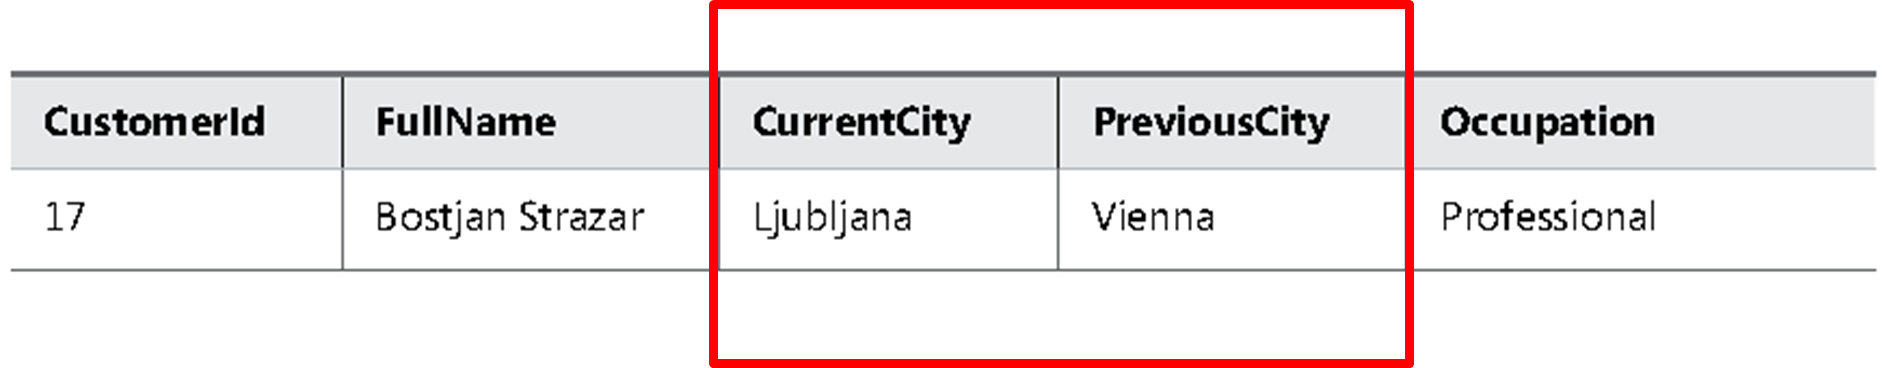 CustomerId FullName CurrentCity PreviousCity Occupation
17 Bostjan Strazar Ljubljana Vienna Professional